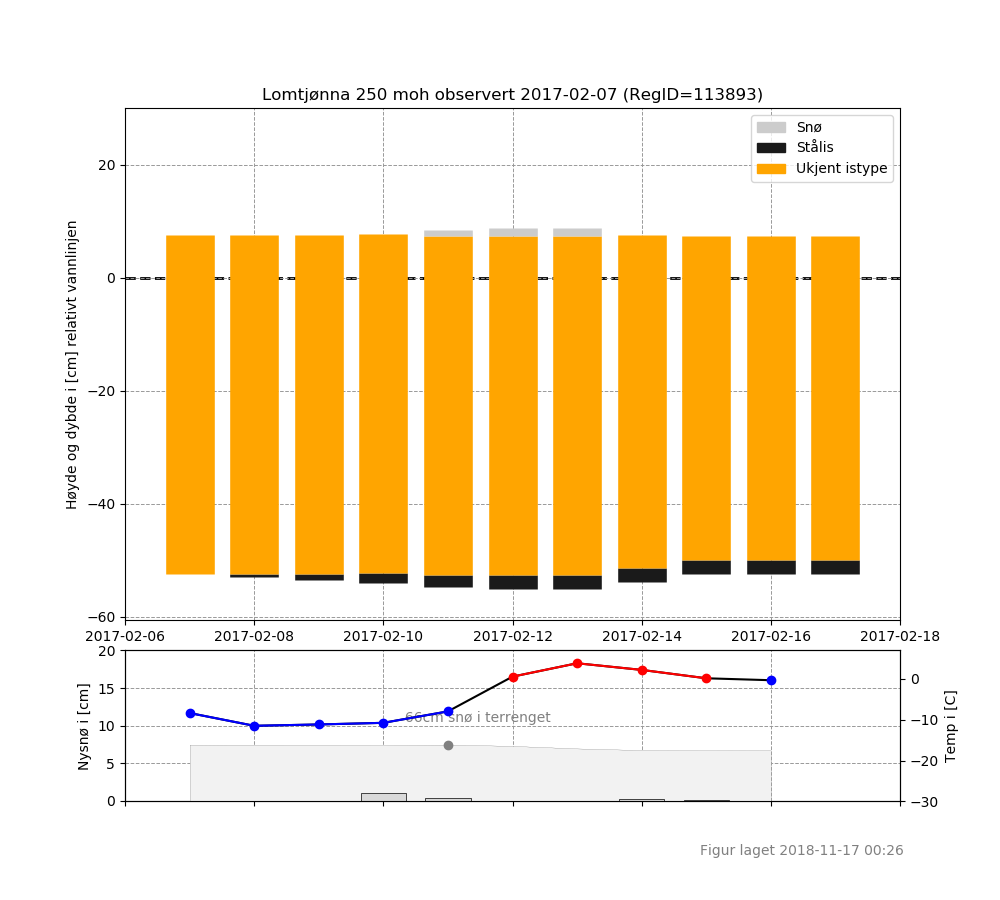 Lomtjønna 250 moh observert 2017-02-07 (RegID=113893)
Snø
Stålis
Ukjent istype
Høyde og dybde i [cm] relativt vannlinjen
20
0
−20
−40
−60
2017-02-06 2017-02-08 2017-02-10 2017-02-12 2017-02-14 2017-02-16 2017-02-18
Nysnø i [cm]
20
15
10
5
0
66cm snø i terrenget
0
−10
−20
−30
Temp i [C]
Figur laget 2018-11-17 00:26